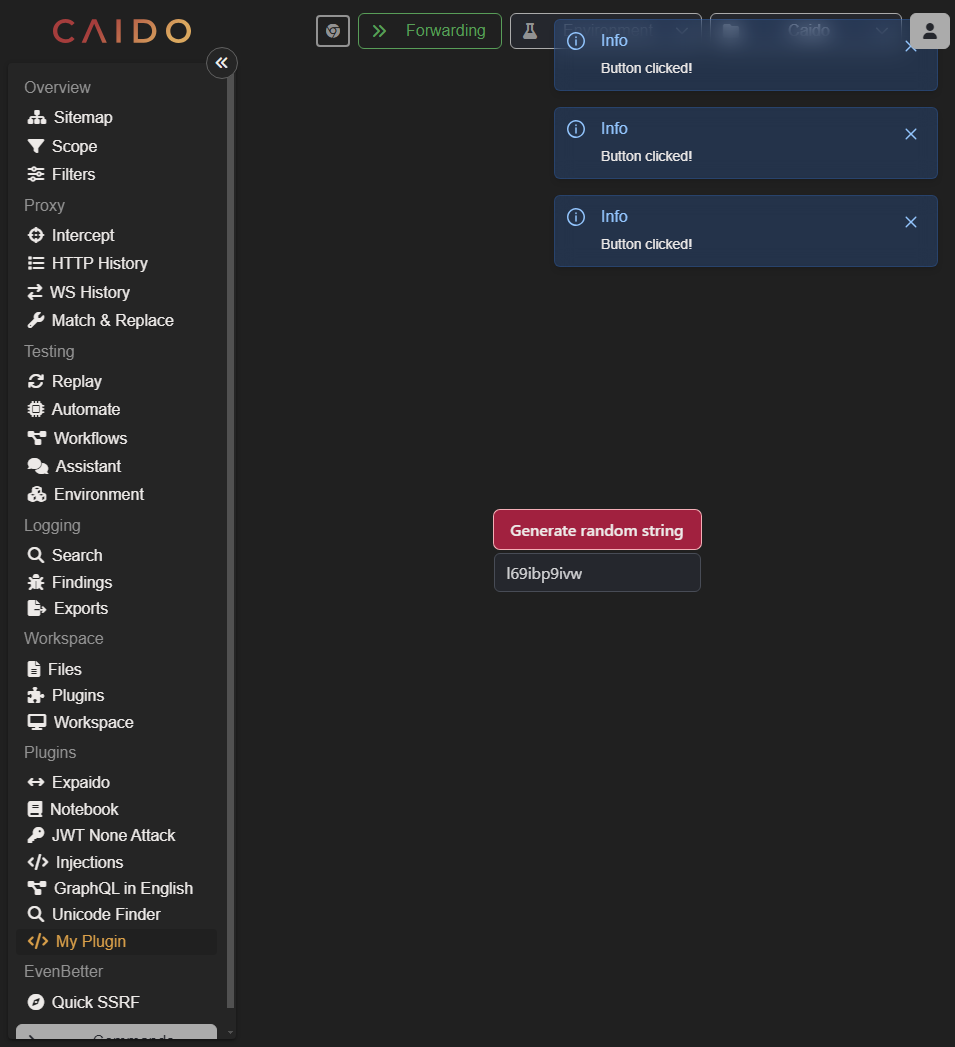 CAIDO
Forwarding
Environment
Caido
Info
Button clicked!
Info
Button clicked!
Info
Button clicked!
Overview
Sitemap
Scope
Filters
Proxy
Intercept
HTTP History
WS History
Match & Replace
Testing
Replay
Automate
Workflows
Assistant
Environment
Logging
Search
Findings
Exports
Workspace
Files
Plugins
Workspace
Plugins
Expaido
Notebook
JWT None Attack
Injections
GraphQL in English
Unicode Finder
My Plugin
EvenBetter
Quick SSRF
Commands
Generate random string
l69ibp9ivw